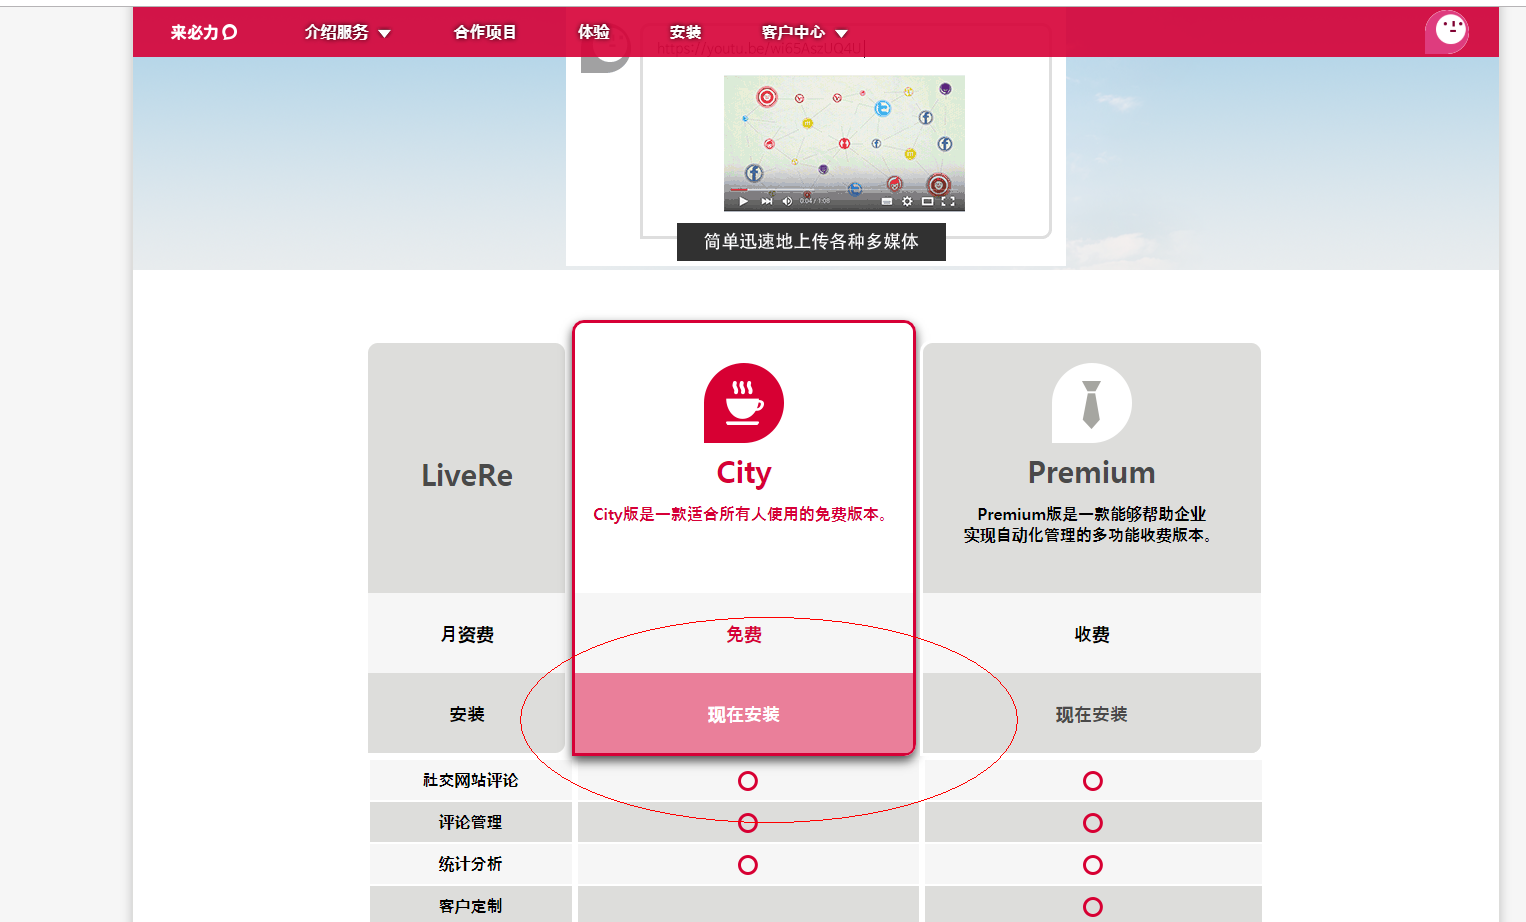 来必力 介绍服务 合作项目 体验 安装 客户中心
https://youtu.be/wi65AszUQ4U
0:04 / 1:08
简单迅速地上传各种多媒体
LiveRe City Premium
City版是一款适合所有人使用的免费版本。
Premium版是一款能够帮助企业
实现自动化管理的多功能收费版本。
月资费 免费 收费
安装 现在安装 现在安装
社交网站评论
评论管理
统计分析
客户定制